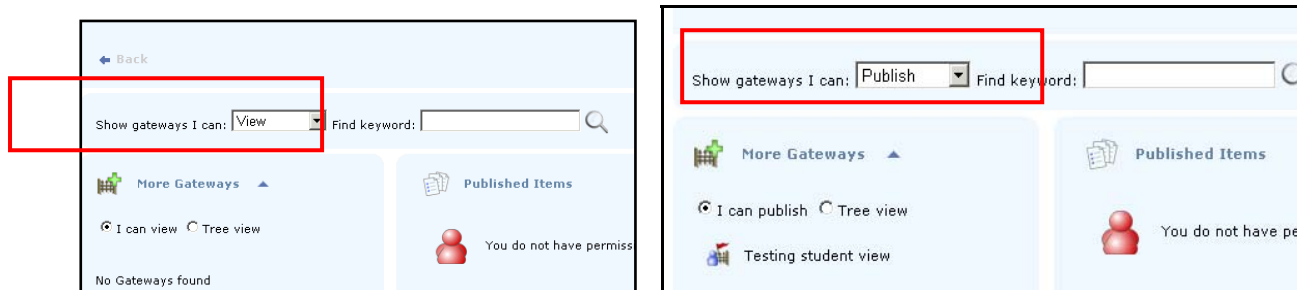 Back
Show gateways I can: View Find keyword:
More Gateways
Published Items
I can view Tree view
You do not have permiss
No Gateways found
Show gateways I can: Publish Find keyword:
More Gateways
Published Items
I can publish Tree view
You do not have pe
Testing student view